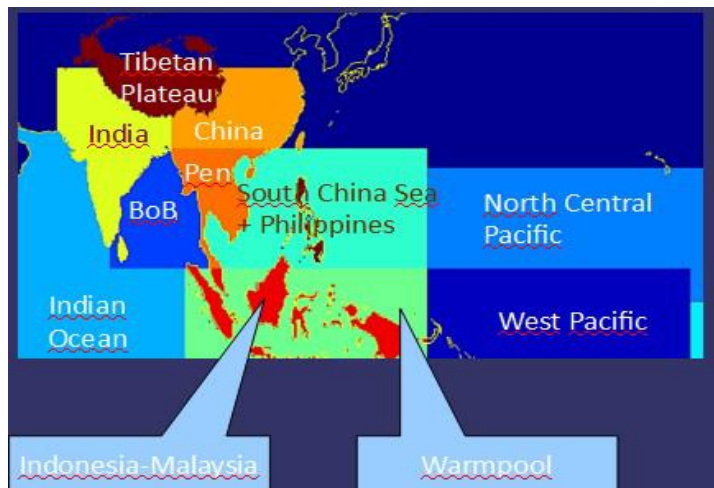 Tibetan
Plateau
India
China
Pen
BoB
South China Sea
+ Philippines
North Central
Pacific
Indian
Ocean
West Pacific
Indonesia-Malaysia
Warmpool